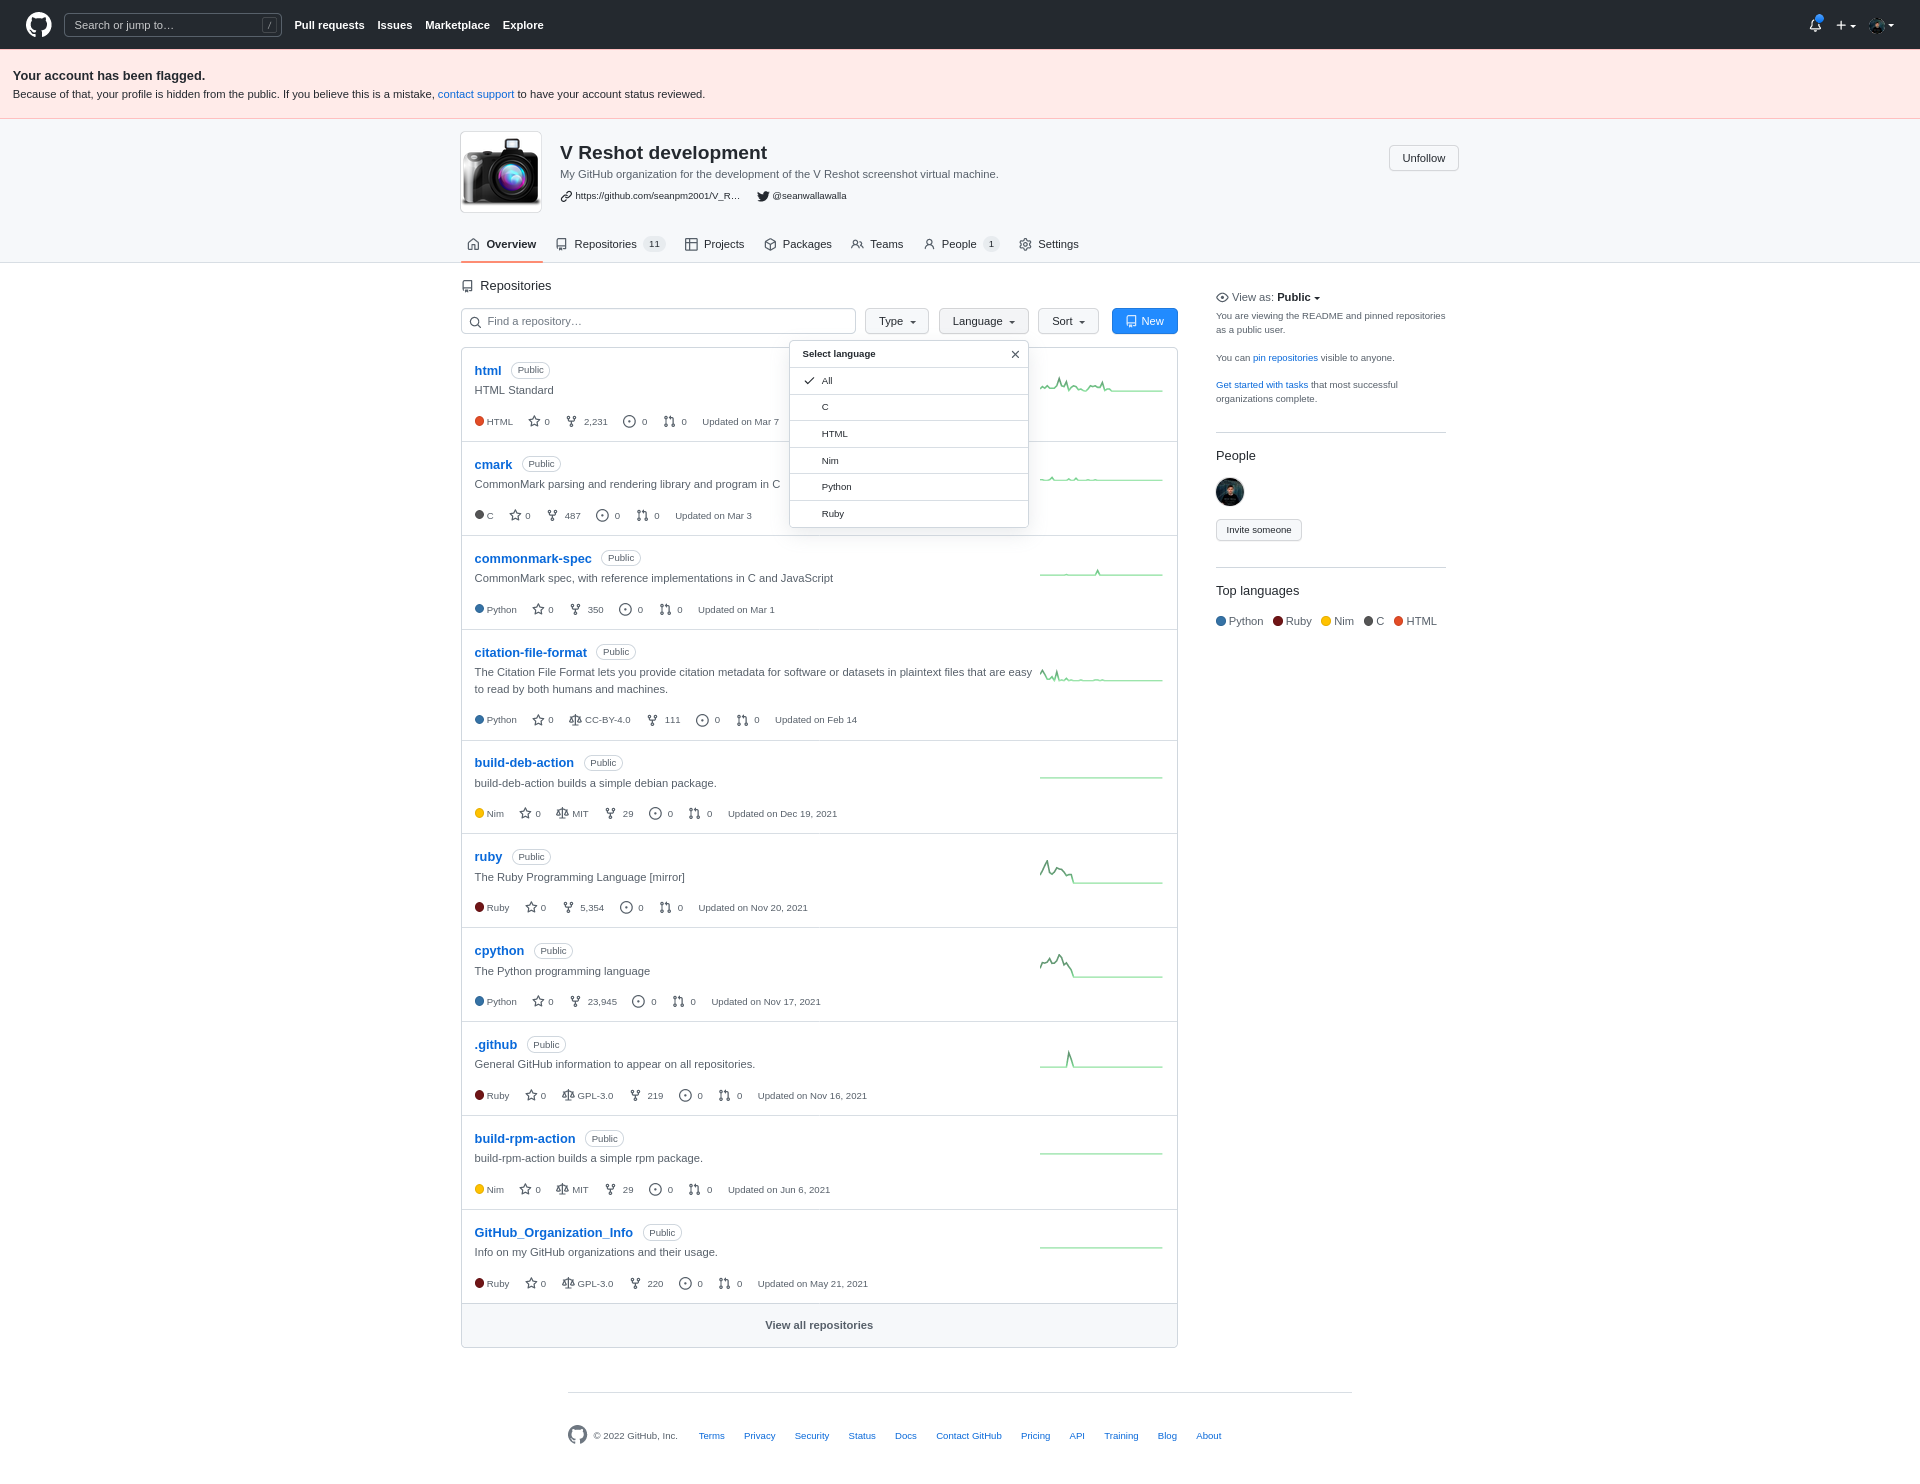 Search or jump to… /
Pull requests Issues Marketplace Explore
Your account has been flagged.
Because of that, your profile is hidden from the public. If you believe this is a mistake, contact support to have your account status reviewed.
V Reshot development
Unfollow
My GitHub organization for the development of the V Reshot screenshot virtual machine.
https://github.com/seanpm2001/V_R… @seanwallawalla
Overview Repositories 11 Projects Packages Teams People 1 Settings
Repositories
Find a repository…
Type Language Sort New
Select language
All
C
HTML
Nim
Python
Ruby
html Public
HTML Standard
HTML 0 2,231 0 0 Updated on Mar 7
cmark Public
CommonMark parsing and rendering library and program in C
C 0 487 0 0 Updated on Mar 3
commonmark-spec Public
CommonMark spec, with reference implementations in C and JavaScript
Python 0 350 0 0 Updated on Mar 1
citation-file-format Public
The Citation File Format lets you provide citation metadata for software or datasets in plaintext files that are easy
to read by both humans and machines.
Python 0 CC-BY-4.0 111 0 0 Updated on Feb 14
build-deb-action Public
build-deb-action builds a simple debian package.
Nim 0 MIT 29 0 0 Updated on Dec 19, 2021
ruby Public
The Ruby Programming Language [mirror]
Ruby 0 5,354 0 0 Updated on Nov 20, 2021
cpython Public
The Python programming language
Python 0 23,945 0 0 Updated on Nov 17, 2021
.github Public
General GitHub information to appear on all repositories.
Ruby 0 GPL-3.0 219 0 0 Updated on Nov 16, 2021
build-rpm-action Public
build-rpm-action builds a simple rpm package.
Nim 0 MIT 29 0 0 Updated on Jun 6, 2021
GitHub_Organization_Info Public
Info on my GitHub organizations and their usage.
Ruby 0 GPL-3.0 220 0 0 Updated on May 21, 2021
View all repositories
View as: Public
You are viewing the README and pinned repositories
as a public user.
You can pin repositories visible to anyone.
Get started with tasks that most successful
organizations complete.
People
Invite someone
Top languages
Python Ruby Nim C HTML
© 2022 GitHub, Inc. Terms Privacy Security Status Docs Contact GitHub Pricing API Training Blog About